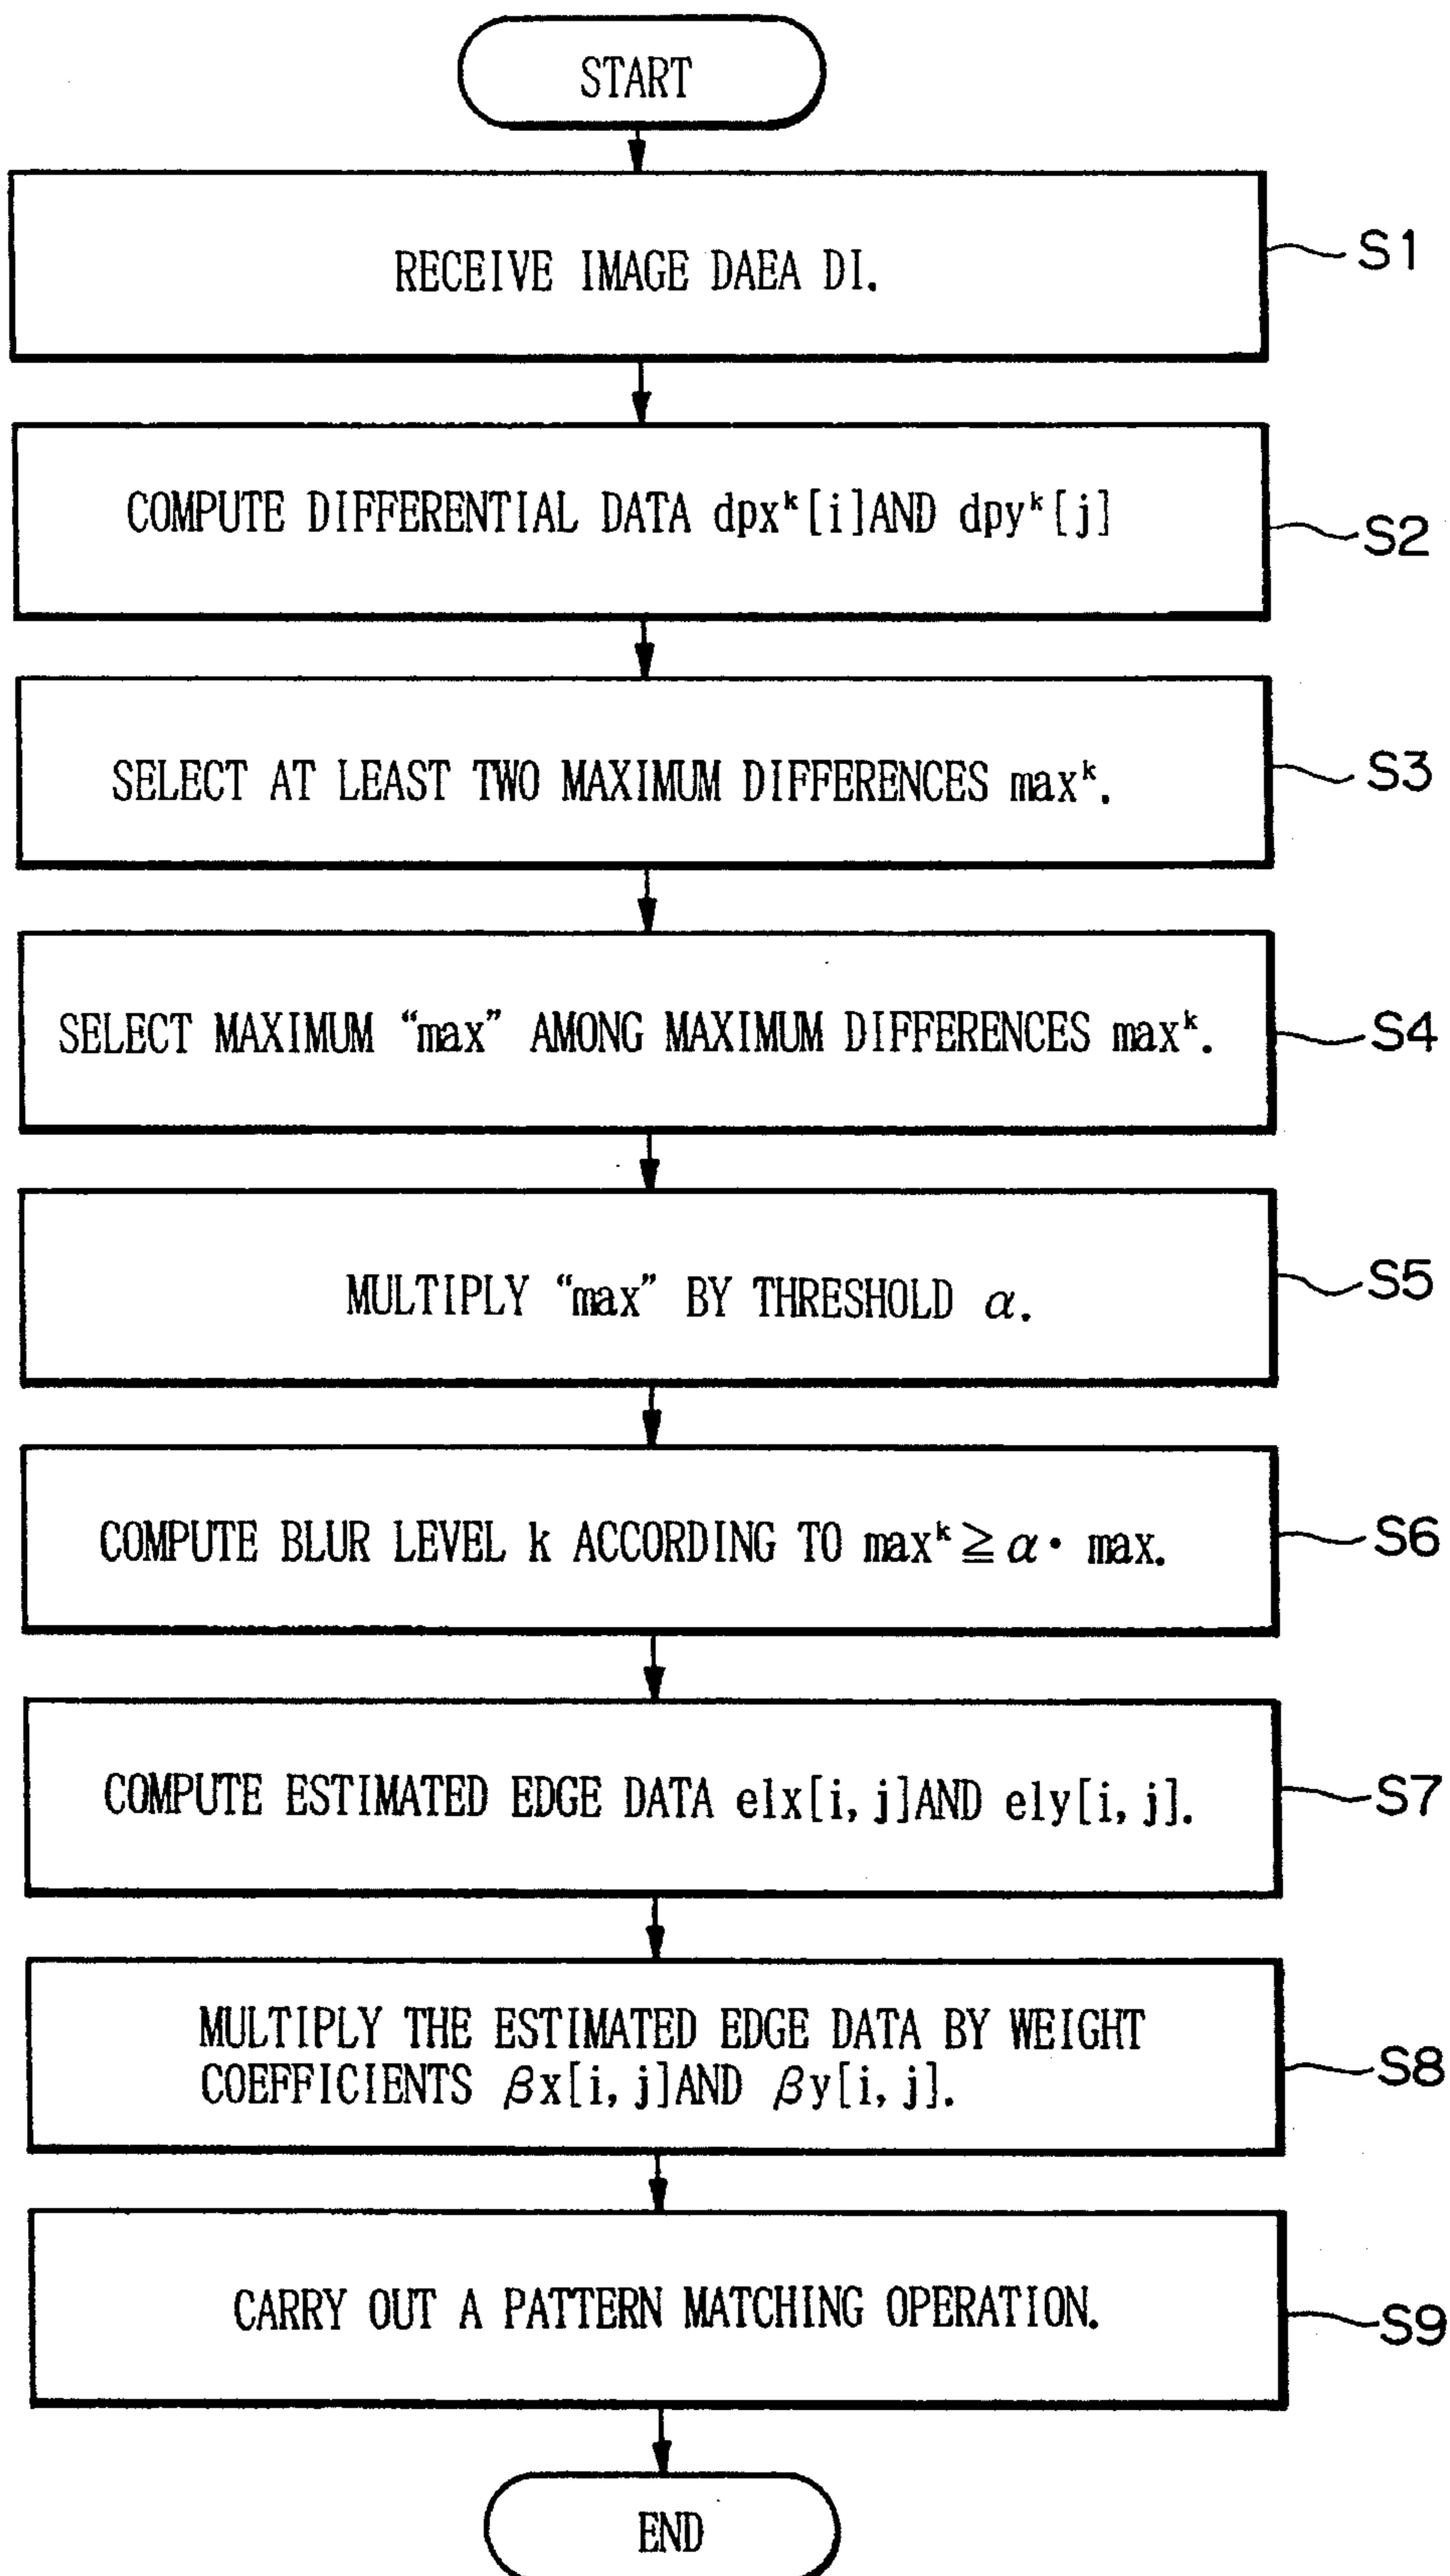 START
RECEIVE IMAGE DAEA DI.
S1
COMPUTE DIFFERENTIAL DATA dpxᵏ[i]AND dpyᵏ[j]
S2
SELECT AT LEAST TWO MAXIMUM DIFFERENCES maxᵏ.
S3
SELECT MAXIMUM “max” AMONG MAXIMUM DIFFERENCES maxᵏ.
S4
MULTIPLY “max” BY THRESHOLD α.
S5
COMPUTE BLUR LEVEL k ACCORDING TO maxᵏ≧α· max.
S6
COMPUTE ESTIMATED EDGE DATA elx[i, j]AND ely[i, j].
S7
MULTIPLY THE ESTIMATED EDGE DATA BY WEIGHT
COEFFICIENTS βx[i, j]AND βy[i, j].
S8
CARRY OUT A PATTERN MATCHING OPERATION.
S9
END